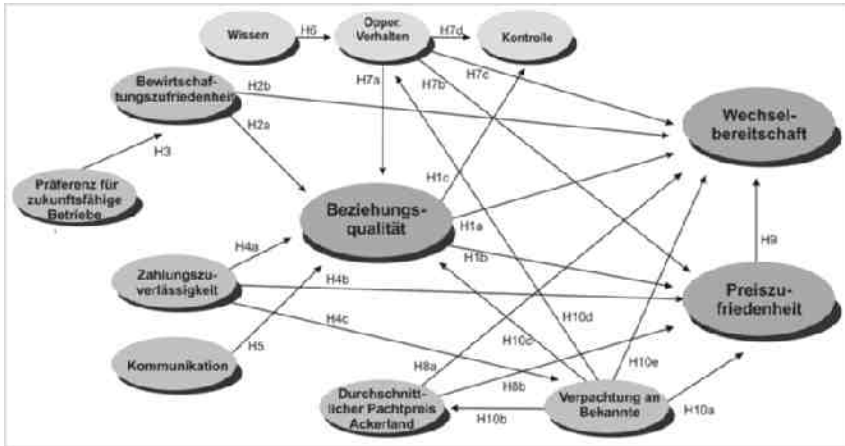 Wissen
H6
Opper.
Verhalten
H7d
Kontrolle
H7a
H7b
H7c
Bewirtschaf-
tungszufriedenheit
H2b
H2a
Wechsel-
bereitschaft
H3
Präferenz für
zukunftsfähige
Betriebe
H1c
Beziehungs-
qualität
H1a
H1b
H9
H4a
Zahlungszu-
verlässigkeit
H4b
H4c
Preiszu-
friedenheit
H10d
H10c
H5
Kommunikation
H8a
H8b
H10e
Durchschnitt-
licher Pachtpreis
Ackerland
H10b
Verpachtung an
Bekannte
H10a